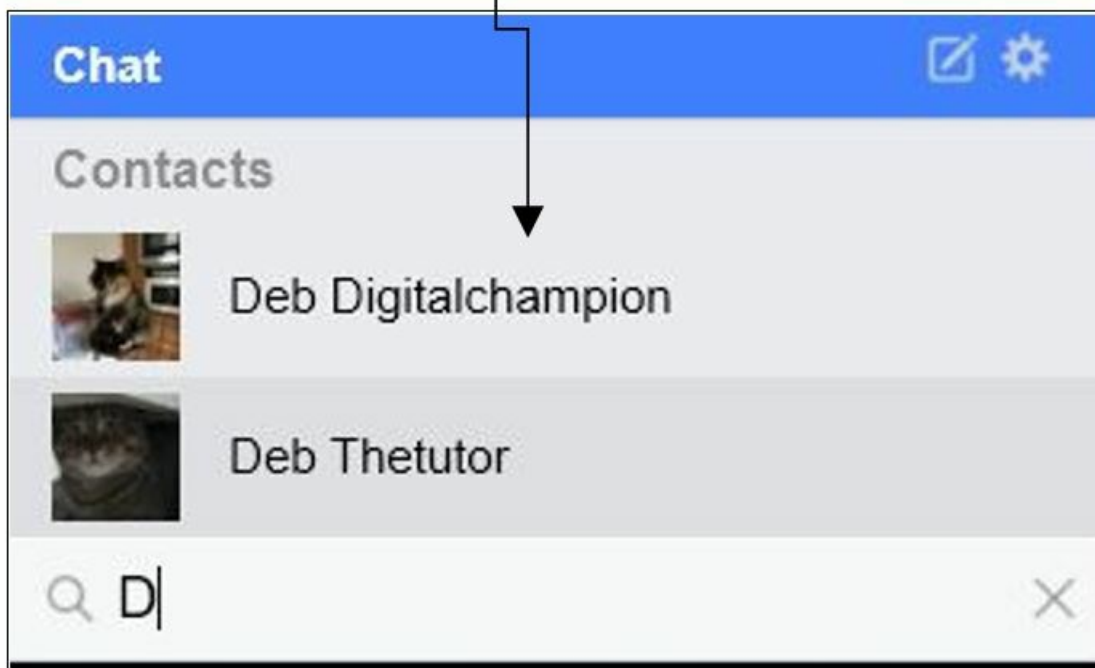 Chat
Contacts
Deb Digitalchampion
Deb Thetutor
D